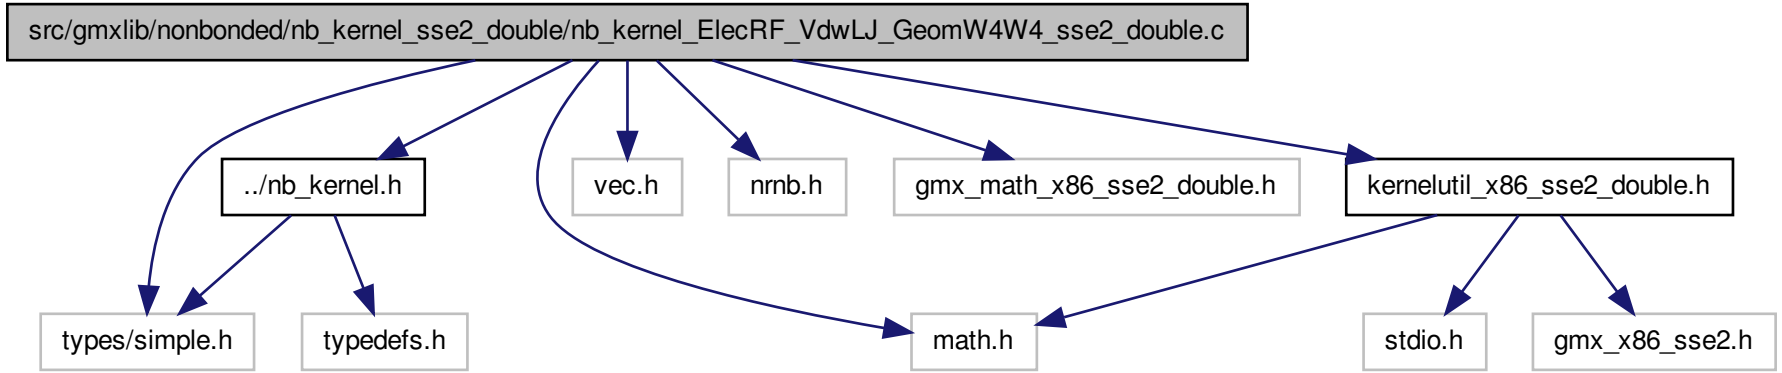 src/gmxlib/nonbonded/nb_kernel_sse2_double/nb_kernel_ElecRF_VdwLJ_GeomW4W4_sse2_double.c
../nb_kernel.h
vec.h
nrnb.h
gmx_math_x86_sse2_double.h
kernelutil_x86_sse2_double.h
types/simple.h
typedefs.h
math.h
stdio.h
gmx_x86_sse2.h